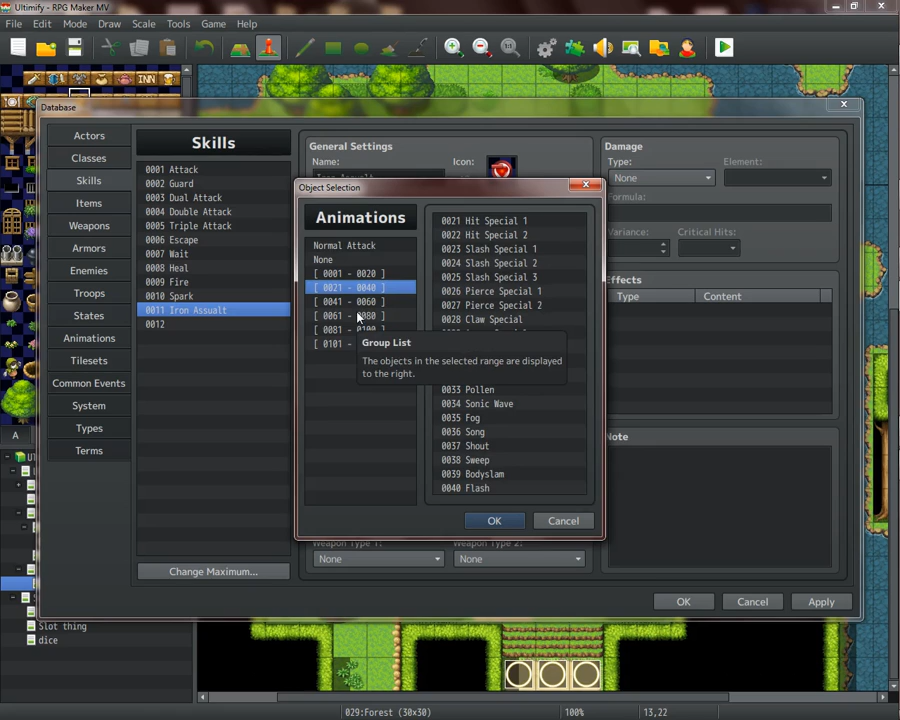 Ultimify - RPG Maker MV
File Edit Mode Draw Scale Tools Game Help
INN
Database
Actors
Classes
Skills
Items
Weapons
Armors
Enemies
Troops
States
Animations
Tilesets
Common Events
System
Types
Terms
Skills
0001 Attack
0002 Guard
0003 Dual Attack
0004 Double Attack
0005 Triple Attack
0006 Escape
0007 Wait
0008 Heal
0009 Fire
0010 Spark
0011 Iron Assualt
0012
Change Maximum...
General Settings
Name:
Icon:
Iron Assualt
Damage
Type:
Element:
None
Formula:
Variance:
Critical Hits:
Effects
Type
Content
Note
Object Selection
Animations
Normal Attack
None
[ 0001 - 0020 ]
[ 0021 - 0040 ]
[ 0041 - 0060 ]
[ 0061 - 0080 ]
[ 0081 - 0100 ]
[ 0101 -
Group List
The objects in the selected range are displayed
to the right.
0021 Hit Special 1
0022 Hit Special 2
0023 Slash Special 1
0024 Slash Special 2
0025 Slash Special 3
0026 Pierce Special 1
0027 Pierce Special 2
0028 Claw Special
0033 Pollen
0034 Sonic Wave
0035 Fog
0036 Song
0037 Shout
0038 Sweep
0039 Bodyslam
0040 Flash
OK
Cancel
Weapon Type 1:
Weapon Type 2:
None
None
OK
Cancel
Apply
A
Slot thing
dice
029:Forest (30x30)
100%
13,22